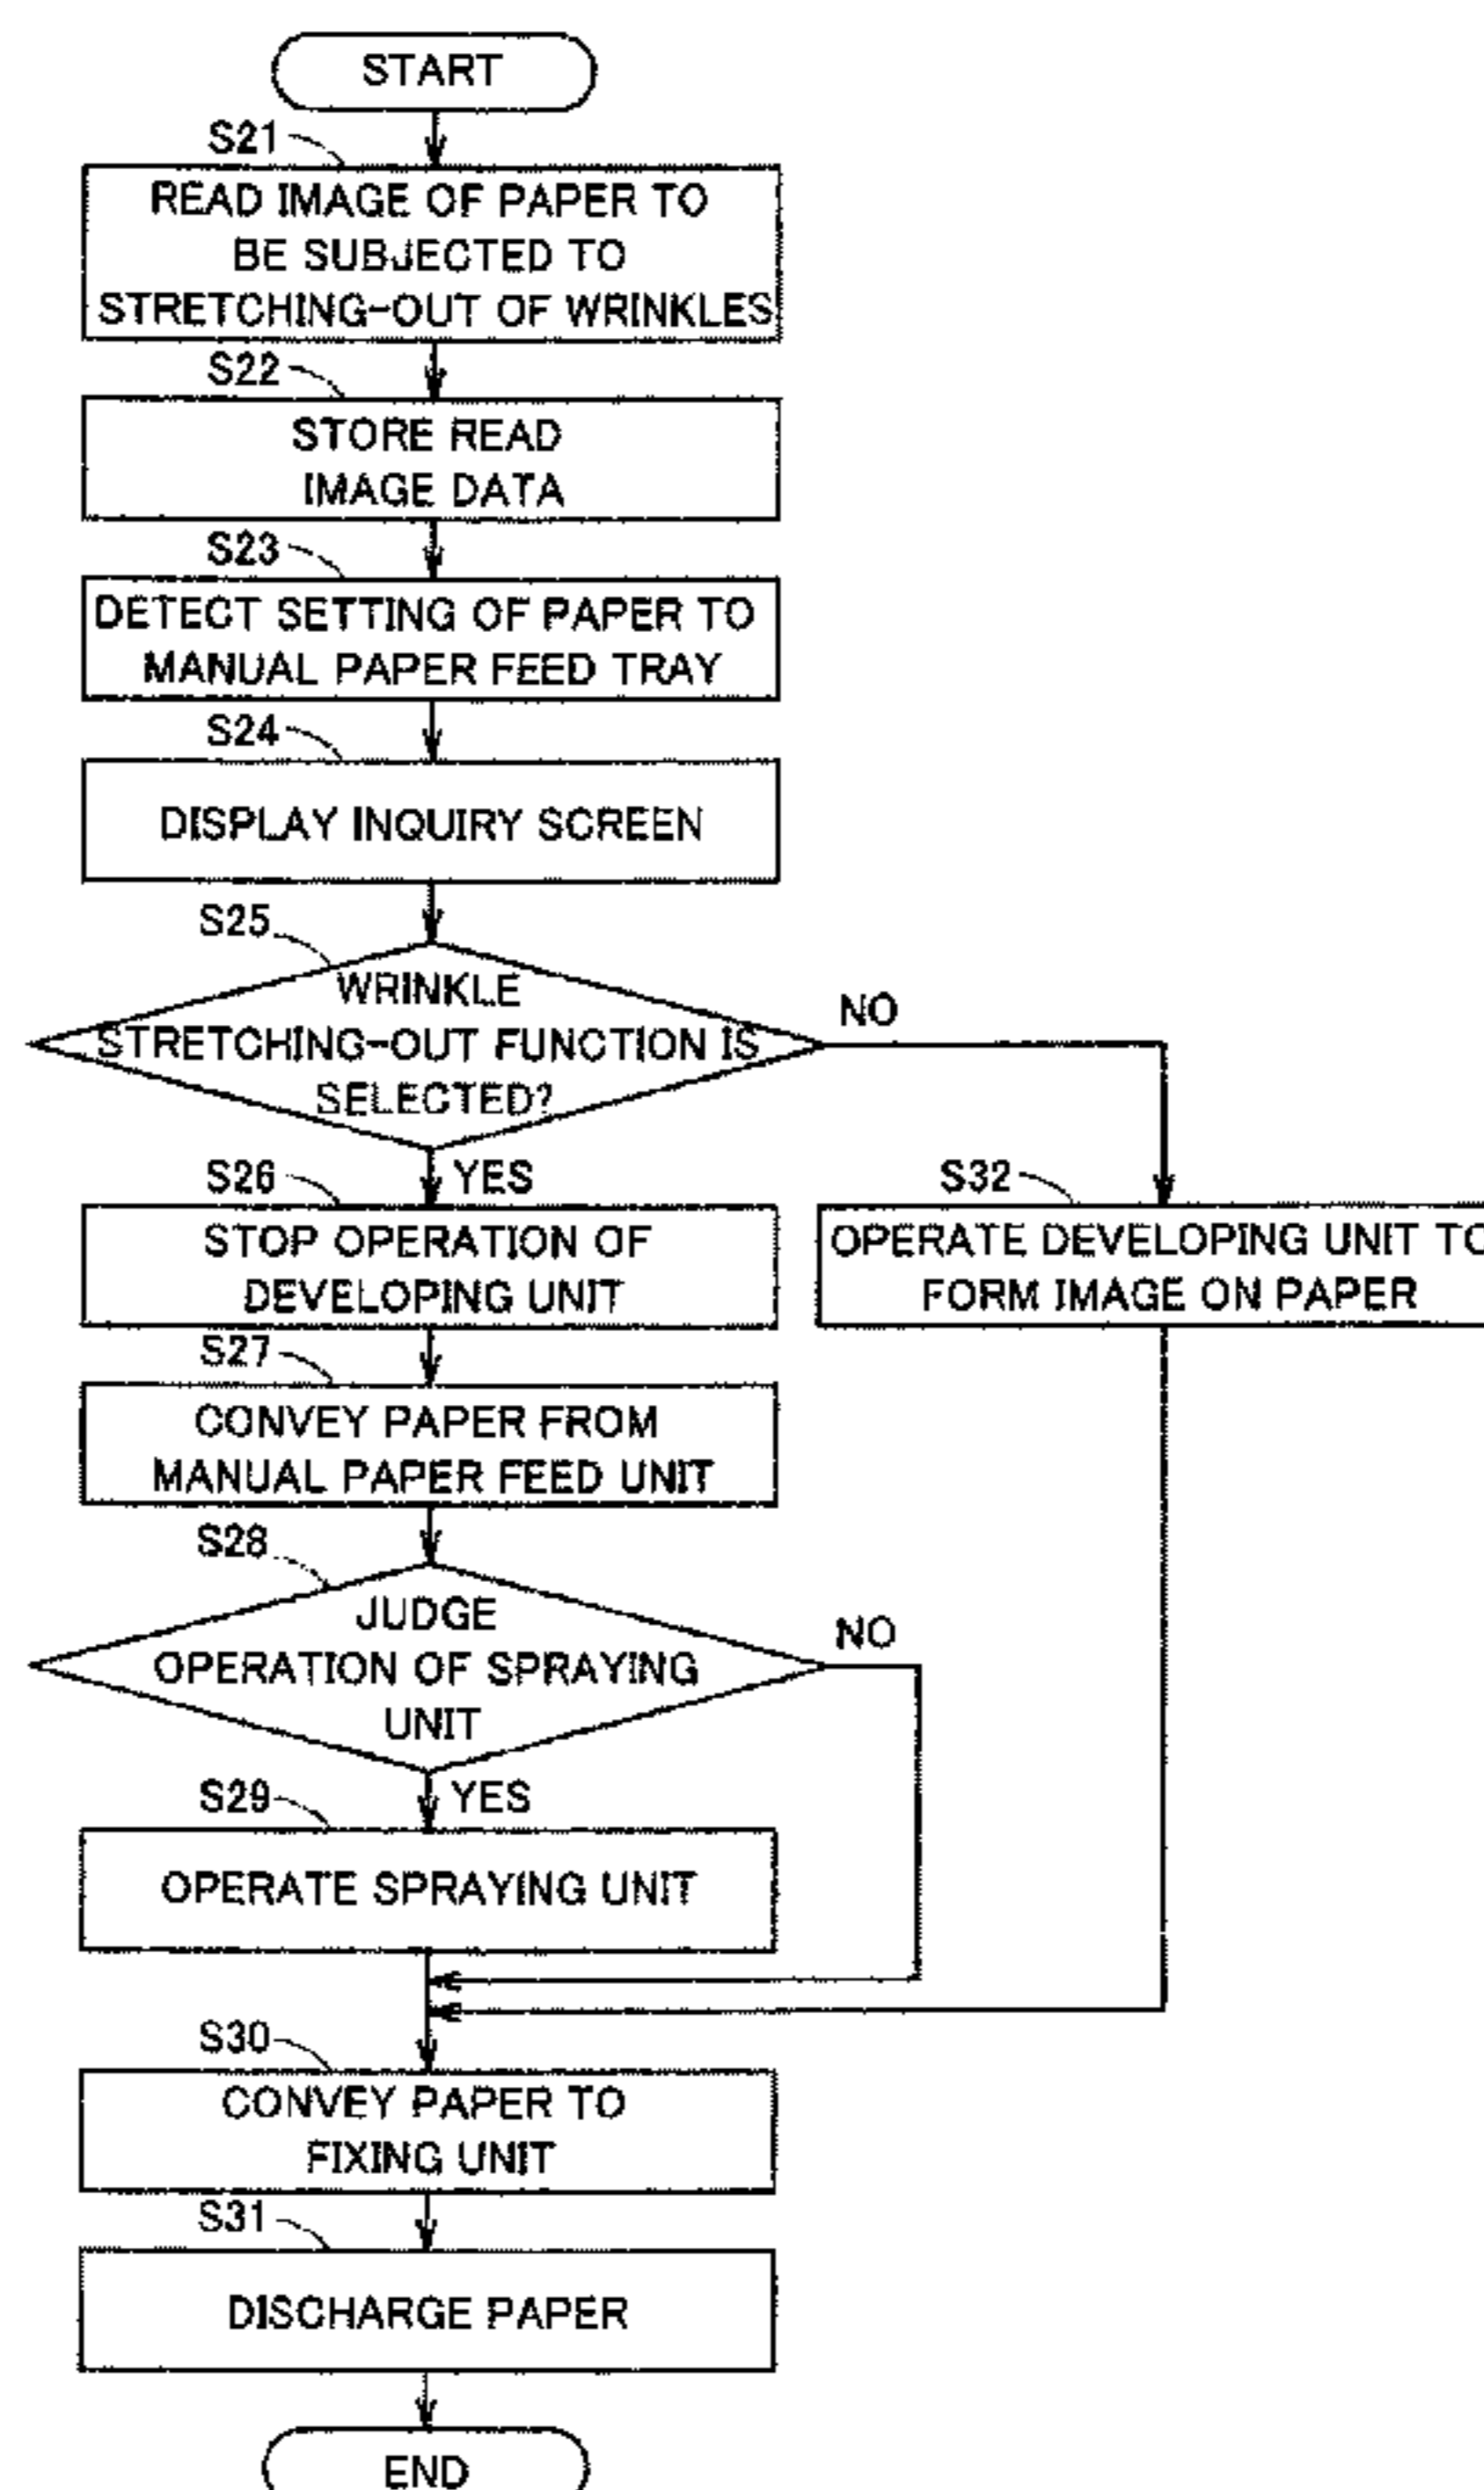 START
S21
READ IMAGE OF PAPER TO
BE SUBJECTED TO
STRETCHING-OUT OF WRINKLES
S22
STORE READ
IMAGE DATA
S23
DETECT SETTING OF PAPER TO
MANUAL PAPER FEED TRAY
S24
DISPLAY INQUIRY SCREEN
S25
WRINKLE
STRETCHING-OUT FUNCTION IS
SELECTED?
NO
YES
S26
STOP OPERATION OF
DEVELOPING UNIT
S32
OPERATE DEVELOPING UNIT TO
FORM IMAGE ON PAPER
S27
CONVEY PAPER FROM
MANUAL PAPER FEED UNIT
S28
JUDGE
OPERATION OF SPRAYING
UNIT
NO
YES
S29
OPERATE SPRAYING UNIT
S30
CONVEY PAPER TO
FIXING UNIT
S31
DISCHARGE PAPER
END